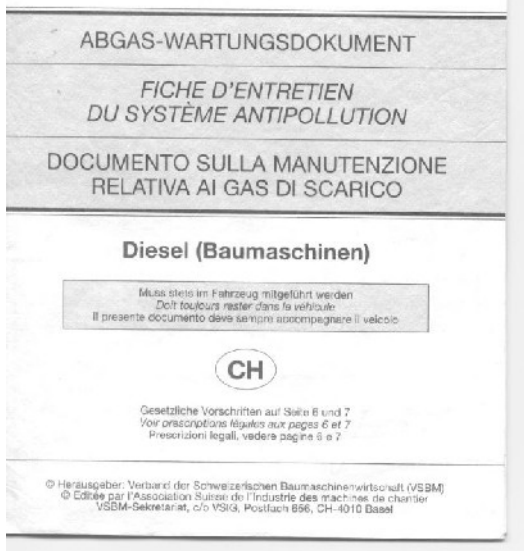 ABGAS-WARTUNGSDOKUMENT
FICHE D'ENTRETIEN
DU SYSTÈME ANTIPOLLUTION
DOCUMENTO SULLA MANUTENZIONE
RELATIVA AI GAS DI SCARICO
Diesel (Baumaschinen)
Muss stets im Fahrzeug mitgeführt werden
Doit toujours rester dans le véhicule
Il presente documento deve sempre accompagnare il veicolo
CH
Gesetzliche Vorschriften auf Seite 6 und 7
Voir prescriptions légales aux pages 6 et 7
Prescrizioni legali, vedere pagine 6 e 7
© Herausgeber: Verband der Schweizerischen Baumaschinenwirtschaft (VSBM)
© Editée par l'Association Suisse de l'Industrie des machines de chantier
VSBM-Sekretariat, c/o VSIG, Postfach 656, CH-4010 Basel